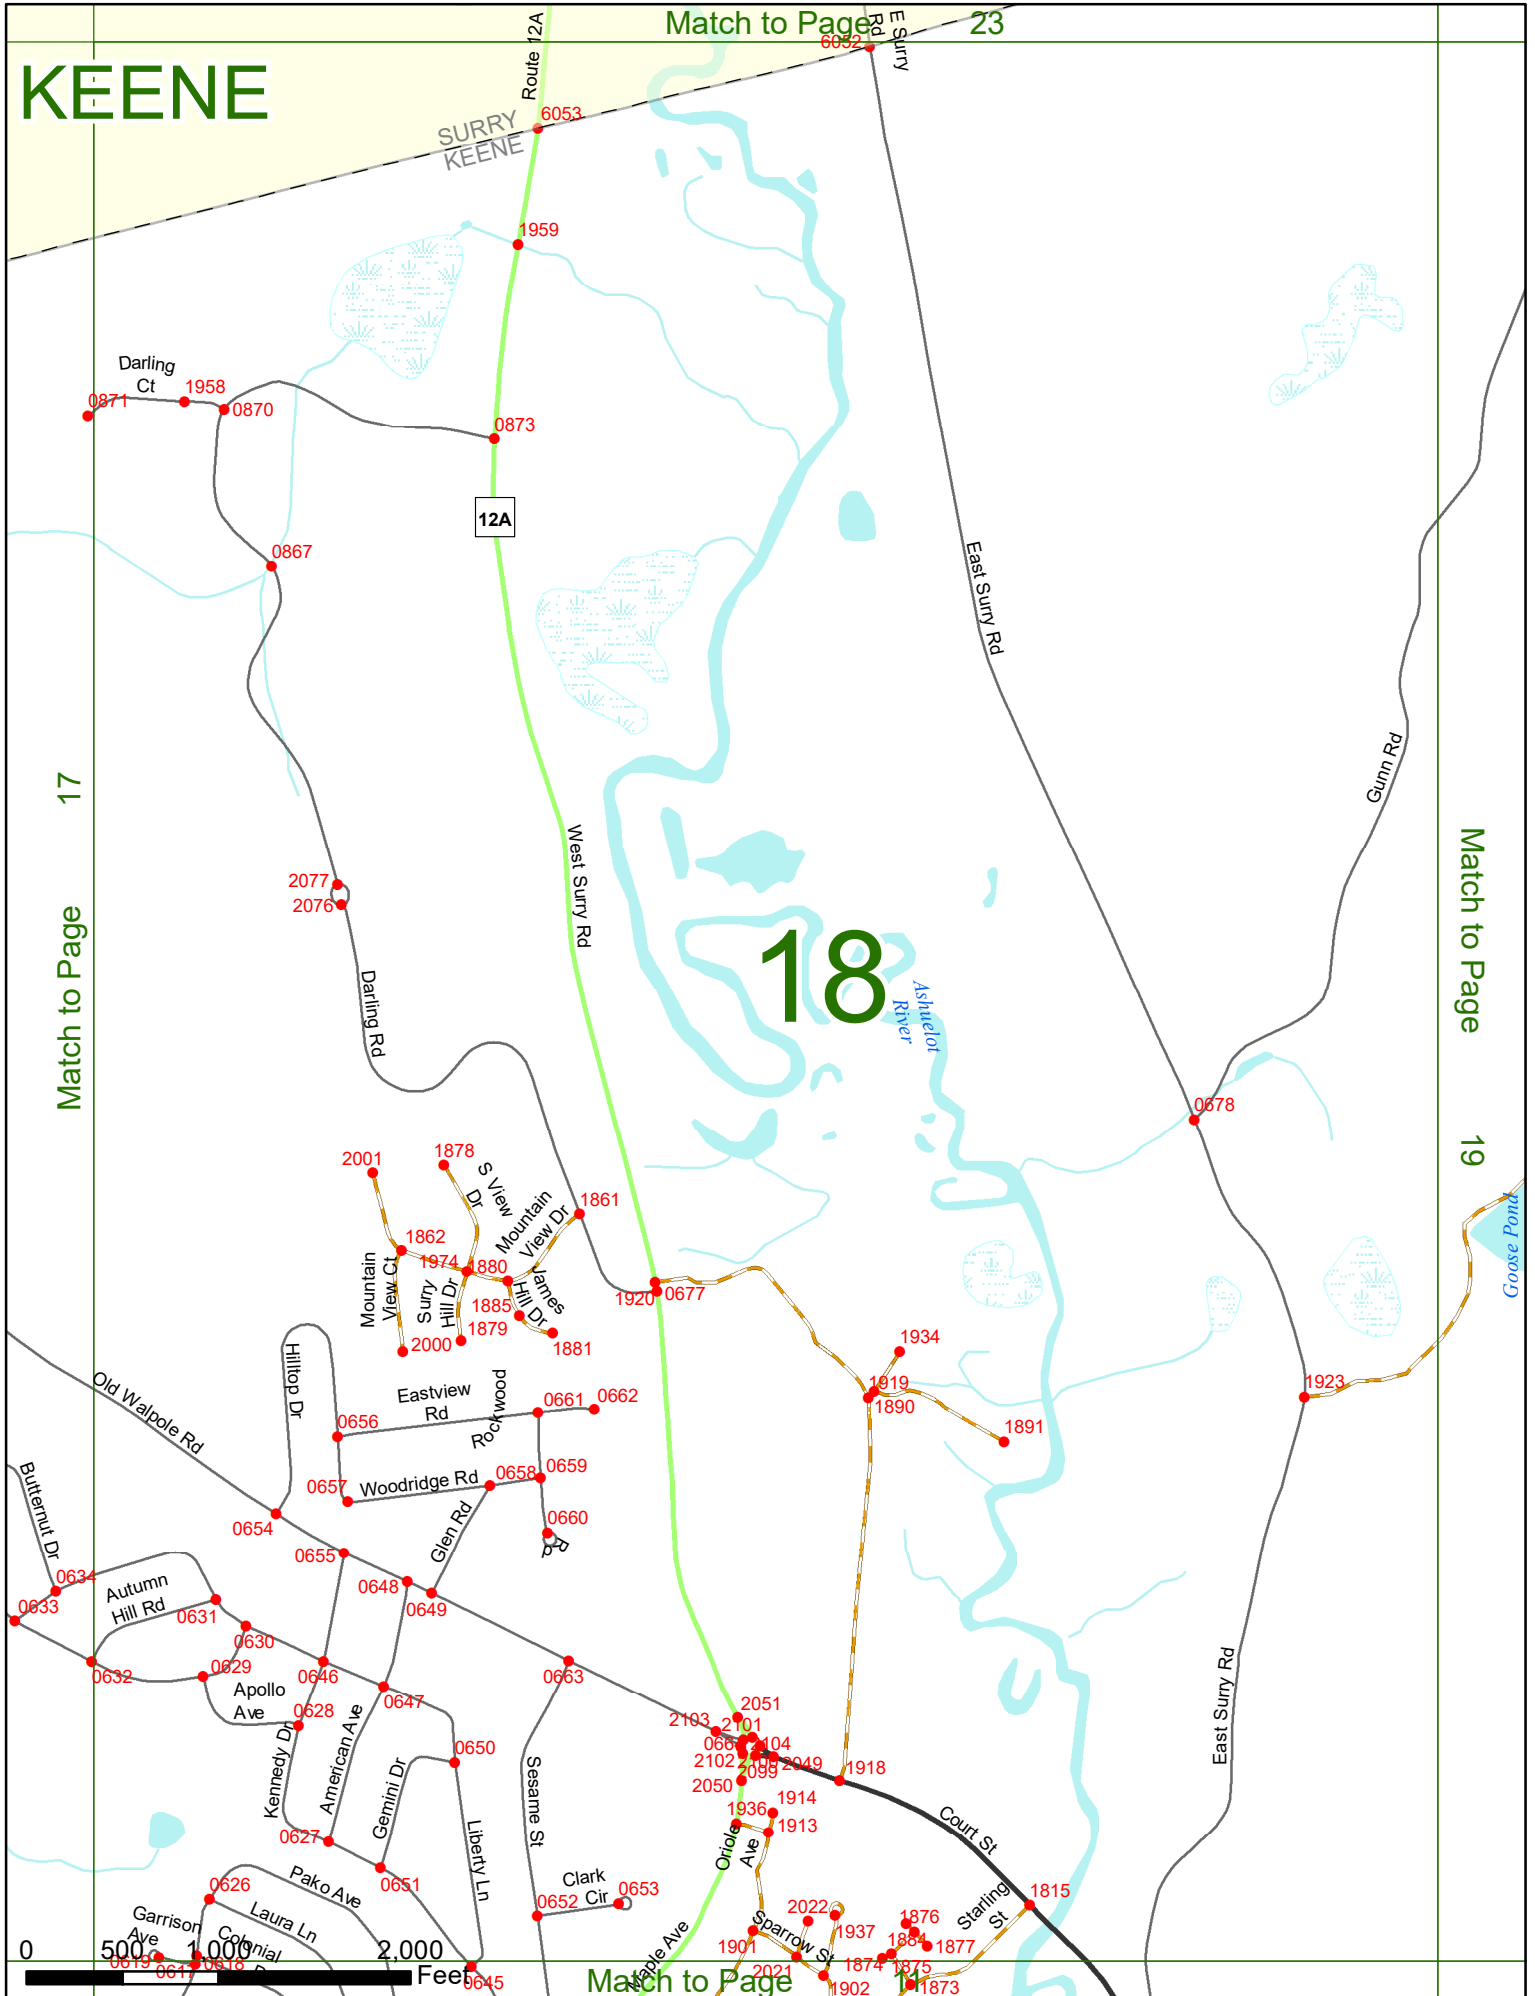 Match to Page 23
KEENE
Route 12A
E Surry
Rd
6052
6053
SURRY
KEENE
1959
Darling
Ct
0871
1958
0870
0873
12A
0867
East Surry Rd
Gunn Rd
17
Match to Page
West Surry Rd
2077
2076
18
Match to Page
19
Ashuelot
River
Darling Rd
0678
2001
1878
S View
Dr
Mountain
View Dr
1861
1862
1974
1880
Mountain
View Ct
Surry
Hill Dr
James
Hill Dr
1885
1879
1881
2000
1920
0677
Goose Pond
1934
1919
1890
1891
1923
Hilltop Dr
Old Walpole Rd
Eastview
Rd
Rockwood
0661
0662
0656
0657
Woodridge Rd
0658
0659
0660
Rd
Butternut Dr
0654
0655
Glen Rd
0648
0649
0634
0633
Autumn
Hill Rd
0631
0630
0632
0629
0646
0647
0663
Apollo
Ave
0628
Kennedy Dr
American Ave
Gemini Dr
0650
East Surry Rd
2051
2103
2101
2104
2102
2049
2099
2050
1918
Sesame St
1936
1914
1913
Oriole
Ave
Court St
0627
0651
Liberty Ln
Pako Ave
0626
Laura Ln
Garrison
Ave
Colonial
0652
Clark
Cir
0653
Starling
St
1815
2022
1937
1876
1884
1877
Sparrow St
1901
2021
1874
1875
1902
1873
Maple Ave
0619
0617
0618
0645
0 500 1,000 2,000
Feet
Match to Page 11